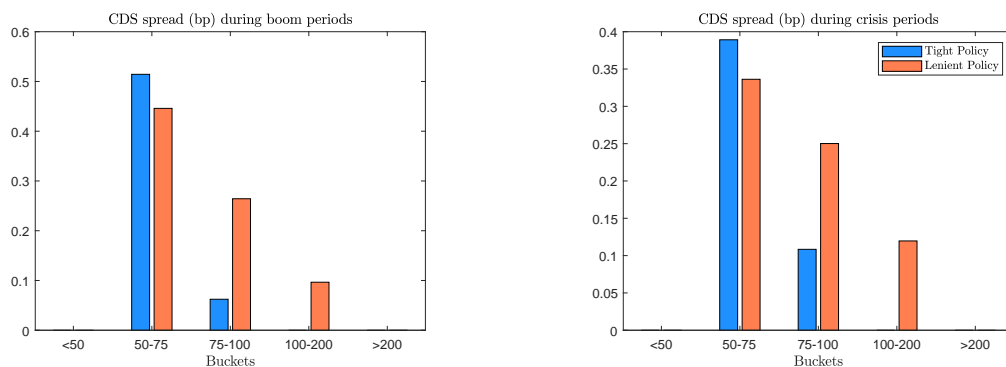 CDS spread (bp) during boom periods
0.6
0.5
0.4
0.3
0.2
0.1
0
<50 50-75 75-100 100-200 >200
Buckets
CDS spread (bp) during crisis periods
0.4
0.35
0.3
0.25
0.2
0.15
0.1
0.05
0
Tight Policy
Lenient Policy
<50 50-75 75-100 100-200 >200
Buckets